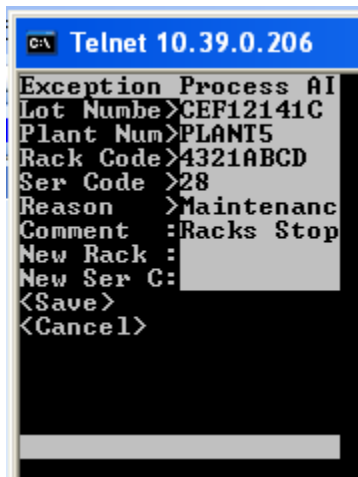 Telnet 10.39.0.206
Exception Process AI
Lot Numbe>CEF12141C
Plant Num>PLANT5
Rack Code>4321ABCD
Ser Code >28
Reason   >Maintenanc
Comment  :Racks Stop
New Rack :
New Ser C:
<Save>
<Cancel>